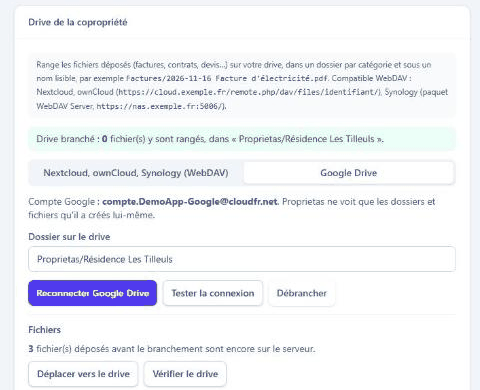 Drive de la copropriété
Range les fichiers déposés (factures, contrats, devis…) sur votre drive, dans un dossier par catégorie et sous un
nom lisible, par exemple Factures/2026-11-16 Facture d'électricité.pdf. Compatible WebDAV :
Nextcloud, ownCloud (https://cloud.exemple.fr/remote.php/dav/files/identifiant/), Synology (paquet
WebDAV Server, https://nas.exemple.fr:5006/).
Drive branché : 0 fichier(s) y sont rangés, dans « Proprietas/Résidence Les Tilleuls ».
Nextcloud, ownCloud, Synology (WebDAV) Google Drive
Compte Google : compte.DemoApp-Google@cloudfr.net. Proprietas ne voit que les dossiers et
fichiers qu'il a créés lui-même.
Dossier sur le drive
Proprietas/Résidence Les Tilleuls
Reconnecter Google Drive Tester la connexion Débrancher
Fichiers
3 fichier(s) déposés avant le branchement sont encore sur le serveur.
Déplacer vers le drive Vérifier le drive